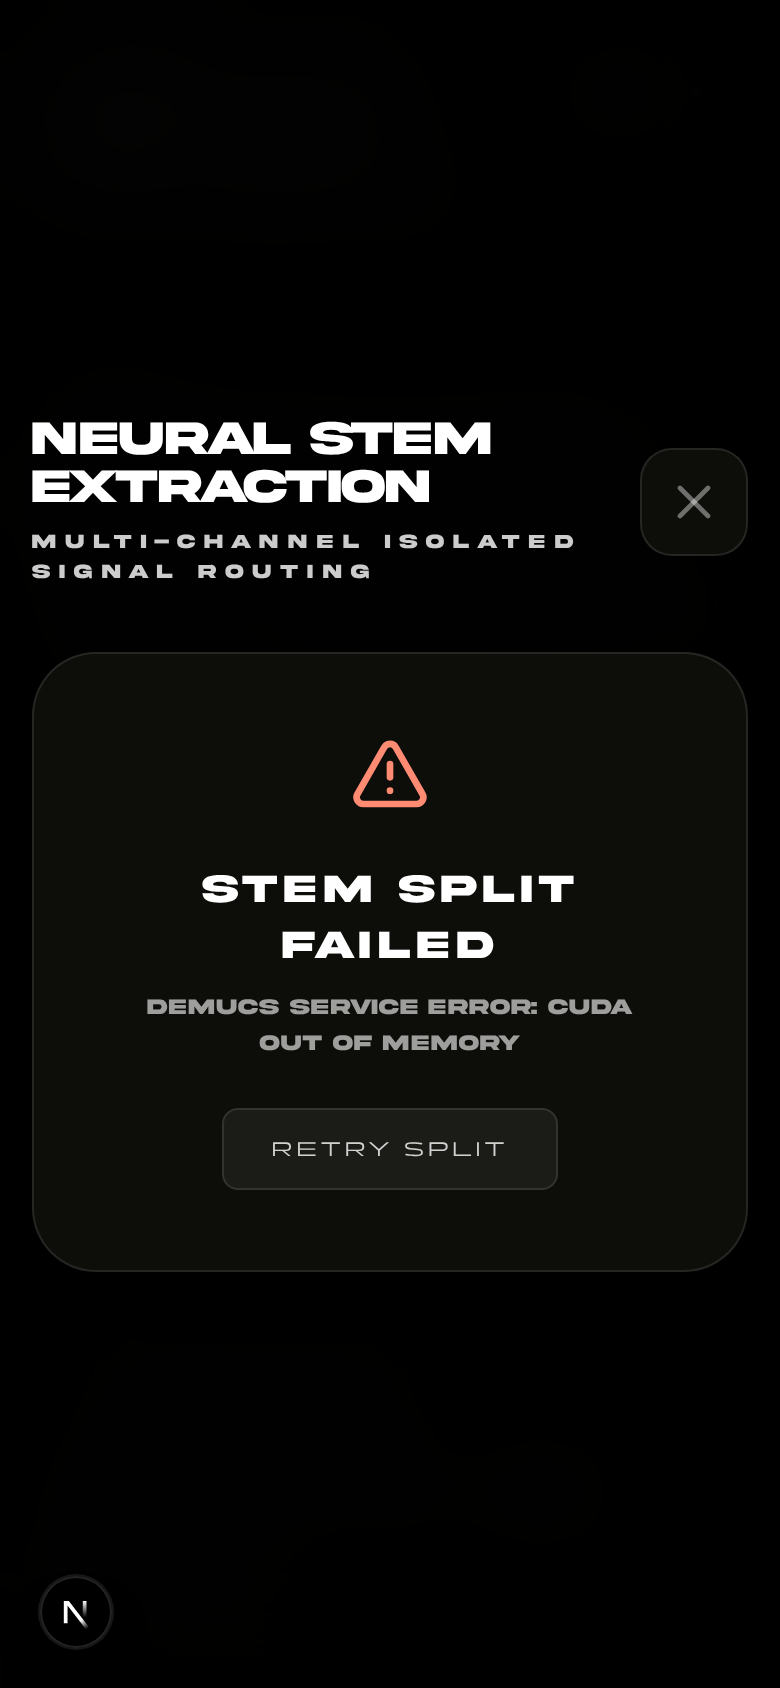 NEURAL STEM
EXTRACTION
MULTI-CHANNEL ISOLATED
SIGNAL ROUTING
STEM SPLIT
FAILED
DEMUCS SERVICE ERROR: CUDA
OUT OF MEMORY
RETRY SPLIT
N